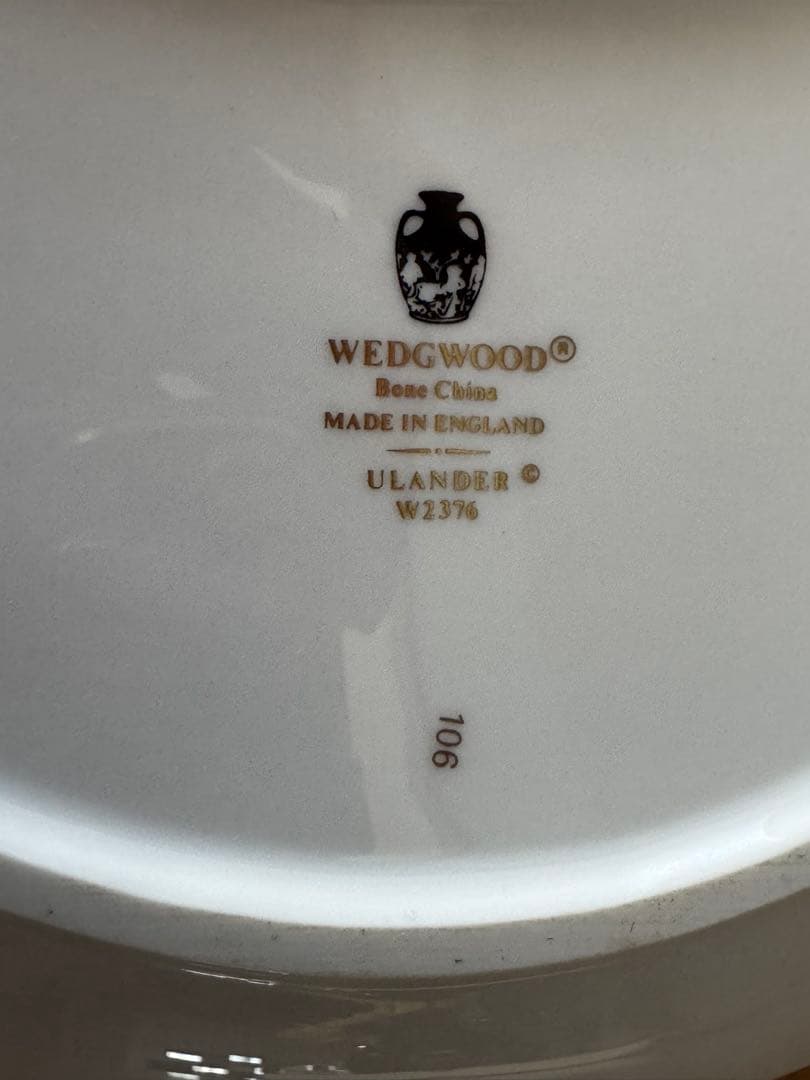 WEDGWOOD®
Bone China
MADE IN ENGLAND
ULANDER ©
W2376
106